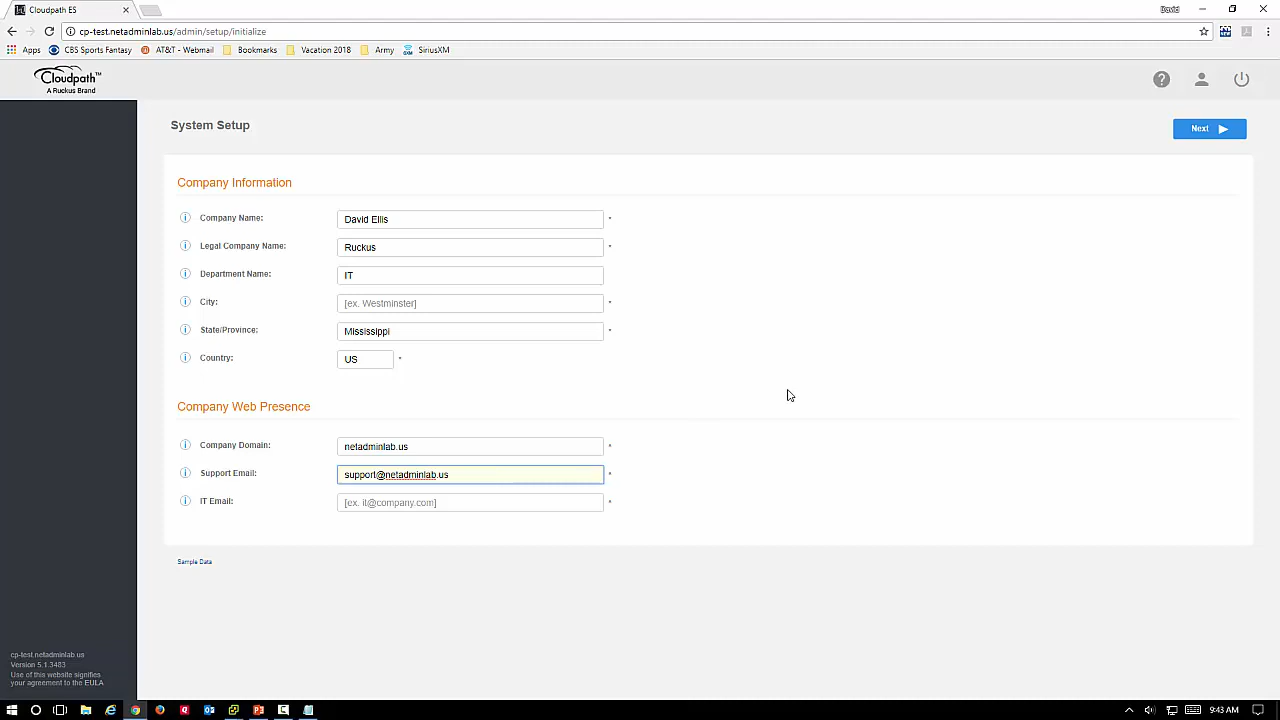 Cloudpath ES
David
cp-test.netadminlab.us/admin/setup/initialize
Apps CBS Sports Fantasy AT&T - Webmail Bookmarks Vacation 2018 Army SiriusXM
Cloudpath™
A Ruckus Brand
System Setup
Next
Company Information
Company Name: David Ellis *
Legal Company Name: Ruckus *
Department Name: IT
City: [ex. Westminster] *
State/Province: Mississippi *
Country: US *
Company Web Presence
Company Domain: netadminlab.us *
Support Email: support@netadminlab.us *
IT Email: [ex. it@company.com] *
Sample Data
cp-test.netadminlab.us
Version 5.1.3483
Use of this website signifies
your agreement to the EULA
9:43 AM